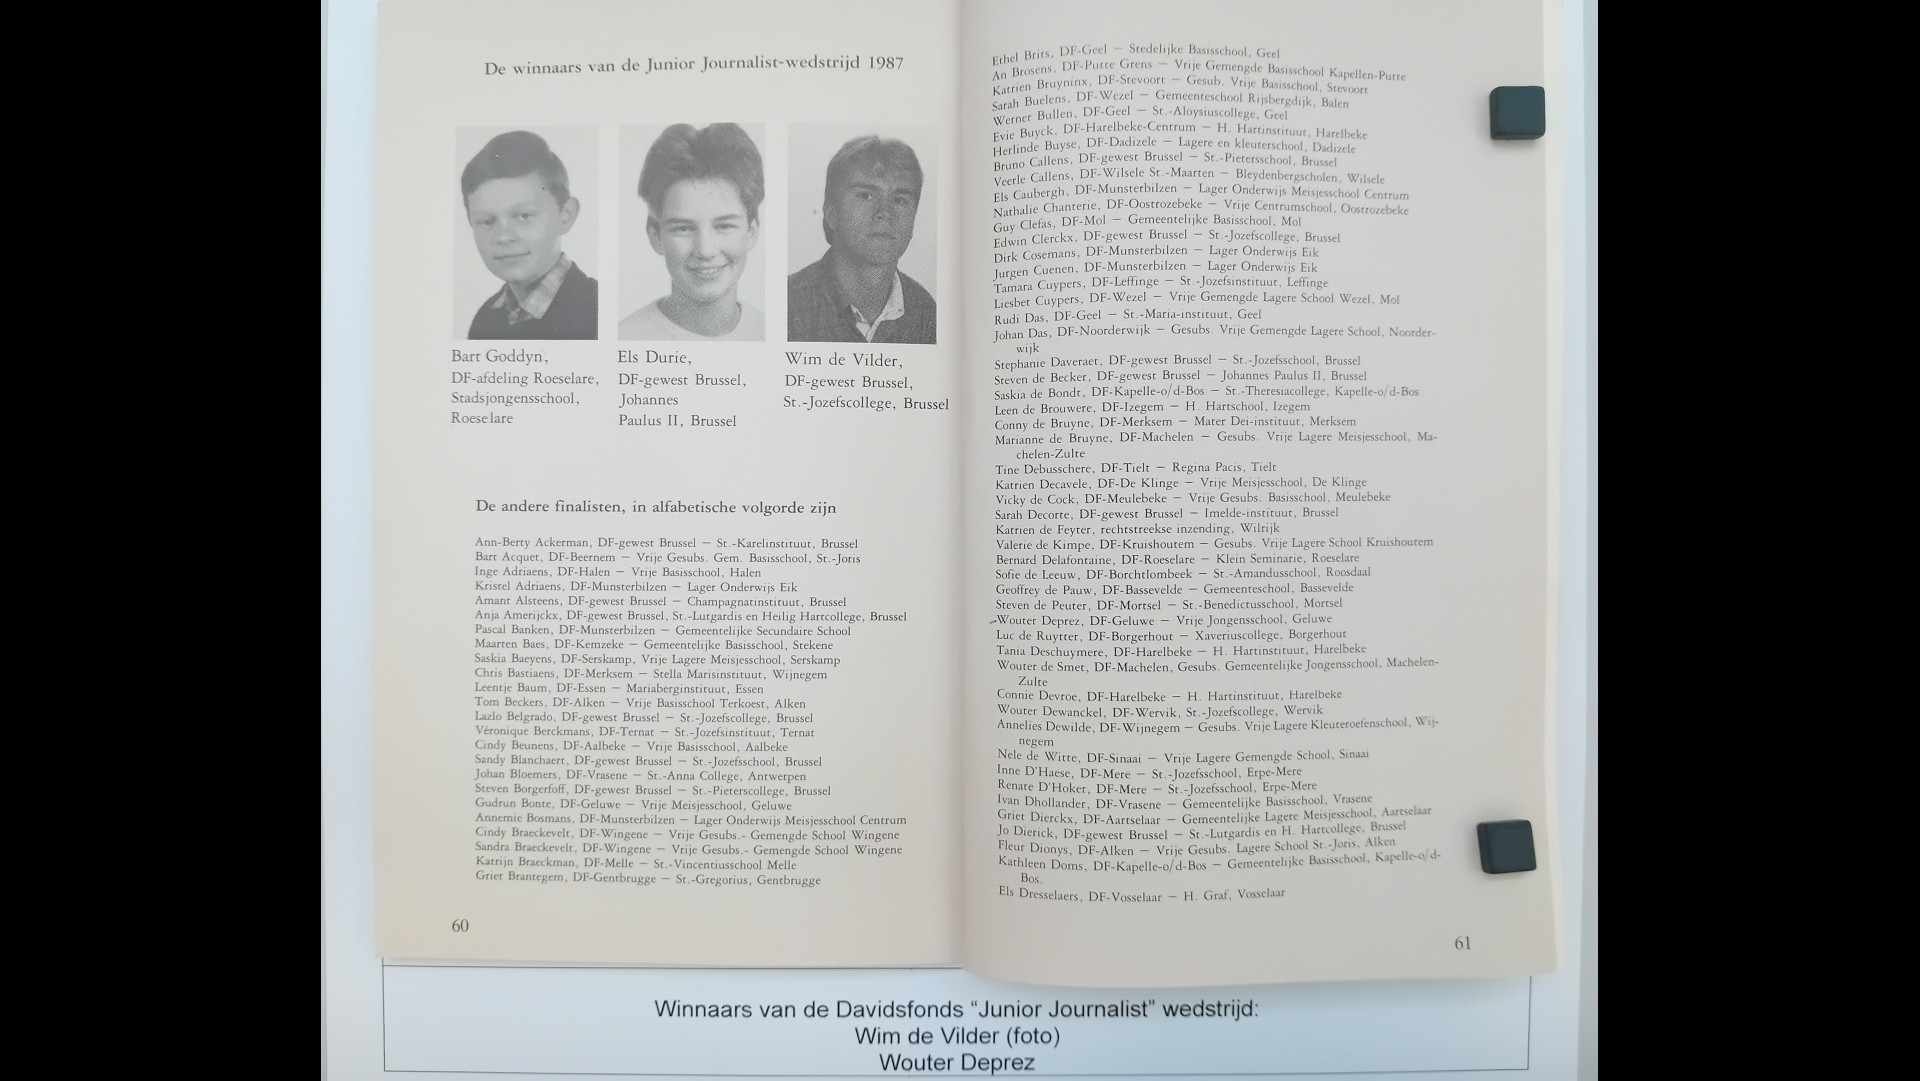 De winnaars van de Junior Journalist-wedstrijd 1987
Bart Goddyn,
DF-afdeling Roeselare,
Stadsjongensschool,
Roeselare
Els Durie,
DF-gewest Brussel,
Johannes
Paulus II, Brussel
Wim de Vilder,
DF-gewest Brussel,
St.-Jozefscollege, Brussel
De andere finalisten, in alfabetische volgorde zijn
Ann-Berty Ackerman, DF-gewest Brussel — St.-Karelinstituut, Brussel
Bart Acquet, DF-Beernem — Vrije Gesubs. Gem. Basisschool, St.-Joris
Inge Adriaens, DF-Halen — Vrije Basisschool, Halen
Kristel Adriaens, DF-Munsterbilzen — Lager Onderwijs Eik
Amant Alsteens, DF-gewest Brussel — Champagnatinstituut, Brussel
Anja Amerijckx, DF-gewest Brussel, St.-Lutgardis en Heilig Hartcollege, Brussel
Pascal Banken, DF-Munsterbilzen — Gemeentelijke Secundaire School
Maarten Baes, DF-Kemzeke — Gemeentelijke Basisschool, Stekene
Saskia Baeyens, DF-Serskamp, Vrije Lagere Meisjesschool, Serskamp
Chris Bastiaens, DF-Merksem — Stella Marisinstituut, Wijnegem
Leentje Baum, DF-Essen — Mariaberginstituut, Essen
Tom Beckers, DF-Alken — Vrije Basisschool Terkoest, Alken
Lazlo Belgrado, DF-gewest Brussel — St.-Jozefscollege, Brussel
Véronique Berckmans, DF-Ternat — St.-Jozefsinstituut, Ternat
Cindy Beunens, DF-Aalbeke — Vrije Basisschool, Aalbeke
Sandy Blanchaert, DF-gewest Brussel — St.-Jozefsschool, Brussel
Johan Bloemers, DF-Vrasene — St.-Anna College, Antwerpen
Steven Borgerfoff, DF-gewest Brussel — St.-Pieterscollege, Brussel
Gudrun Bonte, DF-Geluwe — Vrije Meisjesschool, Geluwe
Annemie Bosmans, DF-Munsterbilzen — Lager Onderwijs Meisjesschool Centrum
Cindy Braeckevelt, DF-Wingene — Vrije Gesubs.- Gemengde School Wingene
Sandra Braeckevelt, DF-Wingene — Vrije Gesubs.- Gemengde School Wingene
Katrijn Braeckman, DF-Melle — St.-Vincentiusschool Melle
Griet Brantegem, DF-Gentbrugge — St.-Gregorius, Gentbrugge
60
Ethel Brits, DF-Geel — Stedelijke Basisschool, Geel
An Brosens, DF-Putte Grens — Vrije Gemengde Basisschool Kapellen-Putte
Katrien Bruyninx, DF-Stevoort — Gesub. Vrije Basisschool, Stevoort
Sarah Buelens, DF-Wezel — Gemeenteschool Rijsbergdijk, Balen
Werner Bullen, DF-Geel — St.-Aloysiuscollege, Geel
Evie Buyck, DF-Harelbeke-Centrum — H. Hartinstituut, Harelbeke
Herlinde Buyse, DF-Dadizele — Lagere en kleuterschool, Dadizele
Bruno Callens, DF-gewest Brussel — St.-Pietersschool, Brussel
Veerle Callens, DF-Wilsele St.-Maarten — Bleydenbergscholen, Wilsele
Els Caubergh, DF-Munsterbilzen — Lager Onderwijs Meisjesschool Centrum
Nathalie Chanterie, DF-Oostrozebeke — Vrije Centrumschool, Oostrozebeke
Guy Clefas, DF-Mol — Gemeentelijke Basisschool, Mol
Edwin Clerckx, DF-gewest Brussel — St.-Jozefscollege, Brussel
Dirk Cosemans, DF-Munsterbilzen — Lager Onderwijs Eik
Jurgen Cuenen, DF-Munsterbilzen — Lager Onderwijs Eik
Tamara Cuypers, DF-Leffinge — St.-Jozefsinstituut, Leffinge
Liesbet Cuypers, DF-Wezel — Vrije Gemengde Lagere School Wezel, Mol
Rudi Das, DF-Geel — St.-Maria-instituut, Geel
Johan Das, DF-Noorderwijk — Gesubs. Vrije Gemengde Lagere School, Noorder-
wijk
Stephanie Daveraet, DF-gewest Brussel — St.-Jozefsschool, Brussel
Steven de Becker, DF-gewest Brussel — Johannes Paulus II, Brussel
Saskia de Bondt, DF-Kapelle-o/d-Bos — St.-Theresiacollege, Kapelle-o/d-Bos
Leen de Brouwere, DF-Izegem — H. Hartschool, Izegem
Conny de Bruyne, DF-Merksem — Mater Dei-instituut, Merksem
Marianne de Bruyne, DF-Machelen — Gesubs. Vrije Lagere Meisjesschool, Ma-
chelen-Zulte
Tine Debusschere, DF-Tielt — Regina Pacis, Tielt
Katrien Decavele, DF-De Klinge — Vrije Meisjesschool, De Klinge
Vicky de Cock, DF-Meulebeke — Vrije Gesubs. Basisschool, Meulebeke
Sarah Decorte, DF-gewest Brussel — Imelde-instituut, Brussel
Katrien de Feyter, rechtstreekse inzending, Wilrijk
Valerie de Kimpe, DF-Kruishoutem — Gesubs. Vrije Lagere School Kruishoutem
Bernard Delafontaine, DF-Roeselare — Klein Seminarie, Roeselare
Sofie de Leeuw, DF-Borchtlombeek — St.-Amandusschool, Roosdaal
Geoffrey de Pauw, DF-Bassevelde — Gemeenteschool, Bassevelde
Steven de Peuter, DF-Mortsel — St.-Benedictusschool, Mortsel
Wouter Deprez, DF-Geluwe — Vrije Jongensschool, Geluwe
Luc de Ruytter, DF-Borgerhout — Xaveriuscollege, Borgerhout
Tania Deschuymere, DF-Harelbeke — H. Hartinstituut, Harelbeke
Wouter de Smet, DF-Machelen, Gesubs. Gemeentelijke Jongensschool, Machelen-
Zulte
Connie Devroe, DF-Harelbeke — H. Hartinstituut, Harelbeke
Wouter Dewanckel, DF-Wervik, St.-Jozefscollege, Wervik
Annelies Dewilde, DF-Wijnegem — Gesubs. Vrije Lagere Kleuteroefenschool, Wij-
negem
Nele de Witte, DF-Sinaai — Vrije Lagere Gemengde School, Sinaai
Inne D'Haese, DF-Mere — St.-Jozefsschool, Erpe-Mere
Renate D'Hoker, DF-Mere — St.-Jozefsschool, Erpe-Mere
Ivan Dhollander, DF-Vrasene — Gemeentelijke Basisschool, Vrasene
Griet Dierckx, DF-Aartselaar — Gemeentelijke Lagere Meisjesschool, Aartselaar
Jo Dierick, DF-gewest Brussel — St.-Lutgardis en H. Hartcollege, Brussel
Fleur Dionys, DF-Alken — Vrije Gesubs. Lagere School St.-Joris, Alken
Kathleen Doms, DF-Kapelle-o/d-Bos — Gemeentelijke Basisschool, Kapelle-o/d-
Bos.
Els Dresselaers, DF-Vosselaar — H. Graf, Vosselaar
61
Winnaars van de Davidsfonds “Junior Journalist” wedstrijd:
Wim de Vilder (foto)
Wouter Deprez